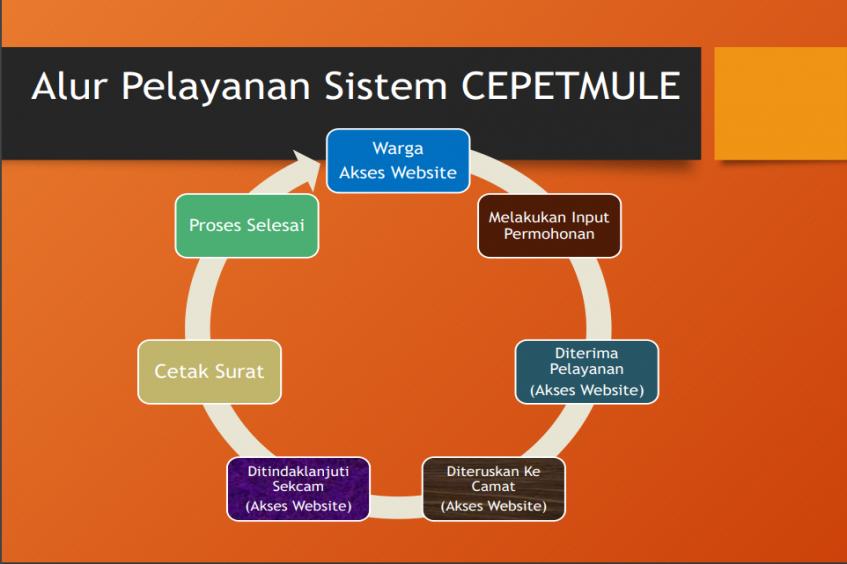 Alur Pelayanan Sistem CEPETMULE
Warga
Akses Website
Melakukan Input
Permohonan
Diterima
Pelayanan
(Akses Website)
Diteruskan Ke
Camat
(Akses Website)
Ditindaklanjuti
Sekcam
(Akses Website)
Cetak Surat
Proses Selesai